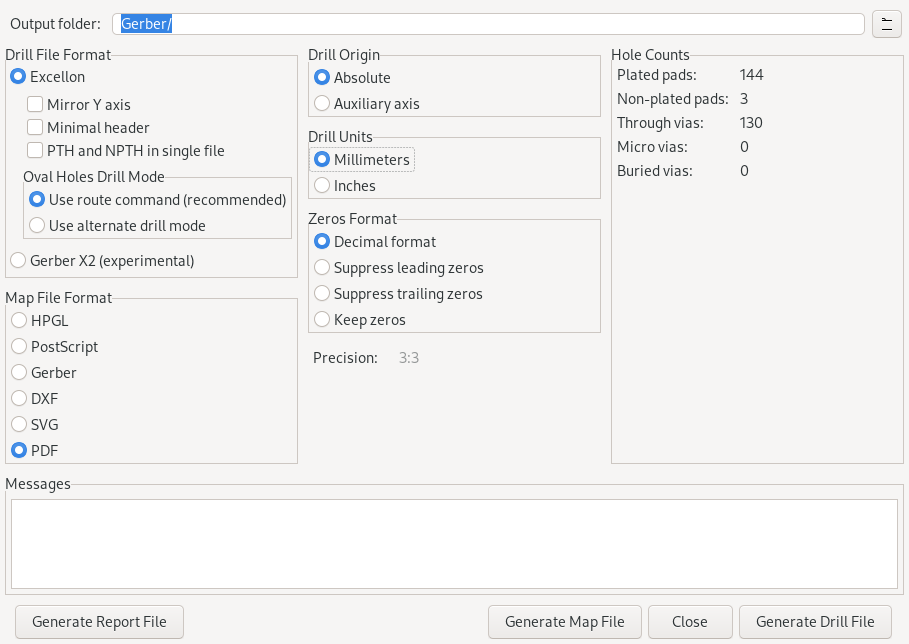 Output folder: Gerber/
Drill File Format
Excellon
Mirror Y axis
Minimal header
PTH and NPTH in single file
Oval Holes Drill Mode
Use route command (recommended)
Use alternate drill mode
Gerber X2 (experimental)
Map File Format
HPGL
PostScript
Gerber
DXF
SVG
PDF
Drill Origin
Absolute
Auxiliary axis
Drill Units
Millimeters
Inches
Zeros Format
Decimal format
Suppress leading zeros
Suppress trailing zeros
Keep zeros
Precision: 3:3
Hole Counts
Plated pads: 144
Non-plated pads: 3
Through vias: 130
Micro vias: 0
Buried vias: 0
Messages
Generate Report File
Generate Map File
Close
Generate Drill File